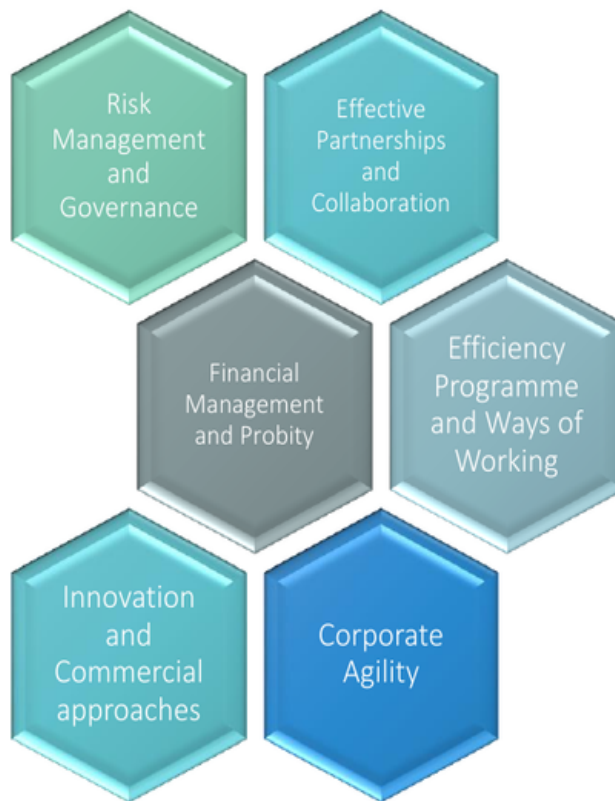 Risk
Management
and
Governance
Effective
Partnerships
and
Collaboration
Financial
Management
and Probity
Efficiency
Programme
and Ways of
Working
Innovation
and
Commercial
approaches
Corporate
Agility